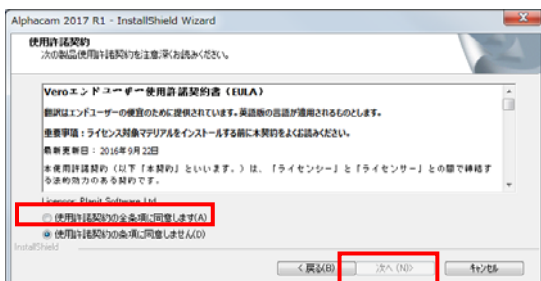 Alphacam 2017 R1 - InstallShield Wizard
使用許諾契約
次の製品使用許諾契約を注意深くお読みください。
Veroエンドユーザー使用許諾契約書 (EULA)
翻訳はエンドユーザーの便宜のために提供されています。英語版の言語が適用されるものとします。
重要事項：ライセンス対象マテリアルをインストールする前に本契約をよくお読みください。
最新更新日：2016年9月22日
本使用許諾契約（以下「本契約」といいます。）は、「ライセンシー」と「ライセンサー」との間で締結す
る法的効力のある契約です。
Licensor: Planit Software Ltd
使用許諾契約の全条項に同意します(A)
使用許諾契約の条項に同意しません(D)
InstallShield
< 戻る(B)
次へ (N)>
キャンセル